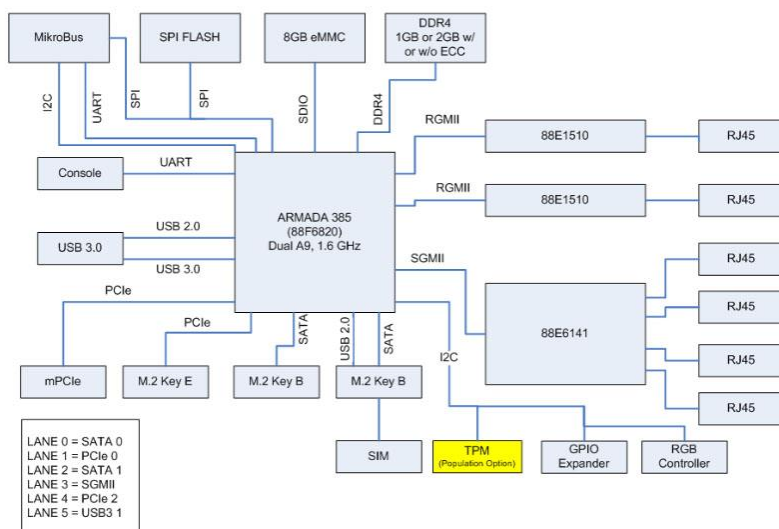 MikroBus
SPI FLASH
8GB eMMC
DDR4
1GB or 2GB w/
or w/o ECC
I2C
UART
SPI
SPI
SDIO
DDR4
RGMII
88E1510
RJ45
Console
UART
RGMII
88E1510
RJ45
ARMADA 385
(88F6820)
Dual A9, 1.6 GHz
USB 3.0
USB 2.0
USB 3.0
SGMII
88E6141
RJ45
RJ45
RJ45
RJ45
PCIe
PCIe
SATA
USB 2.0
SATA
I2C
mPCIe
M.2 Key E
M.2 Key B
M.2 Key B
SIM
TPM
(Population Option)
GPIO
Expander
RGB
Controller
LANE 0 = SATA 0
LANE 1 = PCIe 0
LANE 2 = SATA 1
LANE 3 = SGMII
LANE 4 = PCIe 2
LANE 5 = USB3 1